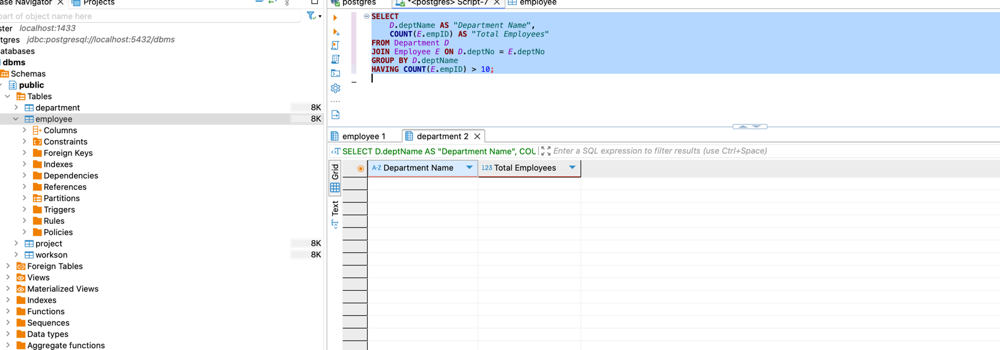 ase Navigator
Projects
part of object name here
ster localhost:1433
tgres jdbc:postgresql://localhost:5432/dbms
atabases
dbms
Schemas
public
Tables
department 8K
employee 8K
Columns
Constraints
Foreign Keys
Indexes
Dependencies
References
Partitions
Triggers
Rules
Policies
project 8K
workson 8K
Foreign Tables
Views
Materialized Views
Indexes
Functions
Sequences
Data types
Aggregate functions
postgres
*<postgres> Script-7
employee
SELECT
D.deptName AS "Department Name",
COUNT(E.empID) AS "Total Employees"
FROM Department D
JOIN Employee E ON D.deptNo = E.deptNo
GROUP BY D.deptName
HAVING COUNT(E.empID) > 10;
employee 1
department 2
SELECT D.deptName AS "Department Name", COU
Enter a SQL expression to filter results (use Ctrl+Space)
Grid
Text
A-Z Department Name
123 Total Employees